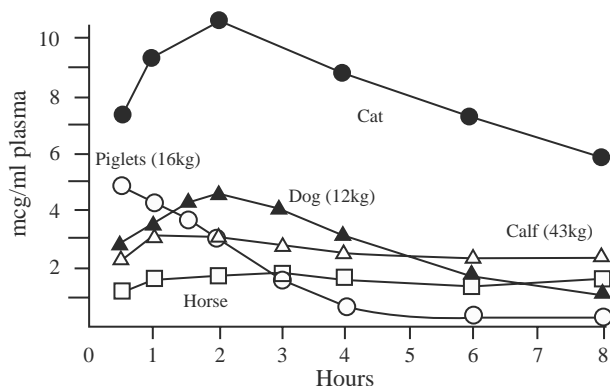 10
8
6
4
2
mcg/ml plasma
Cat
Piglets (16kg)
Dog (12kg)
Calf (43kg)
Horse
0 1 2 3 4 6 7 8
Hours